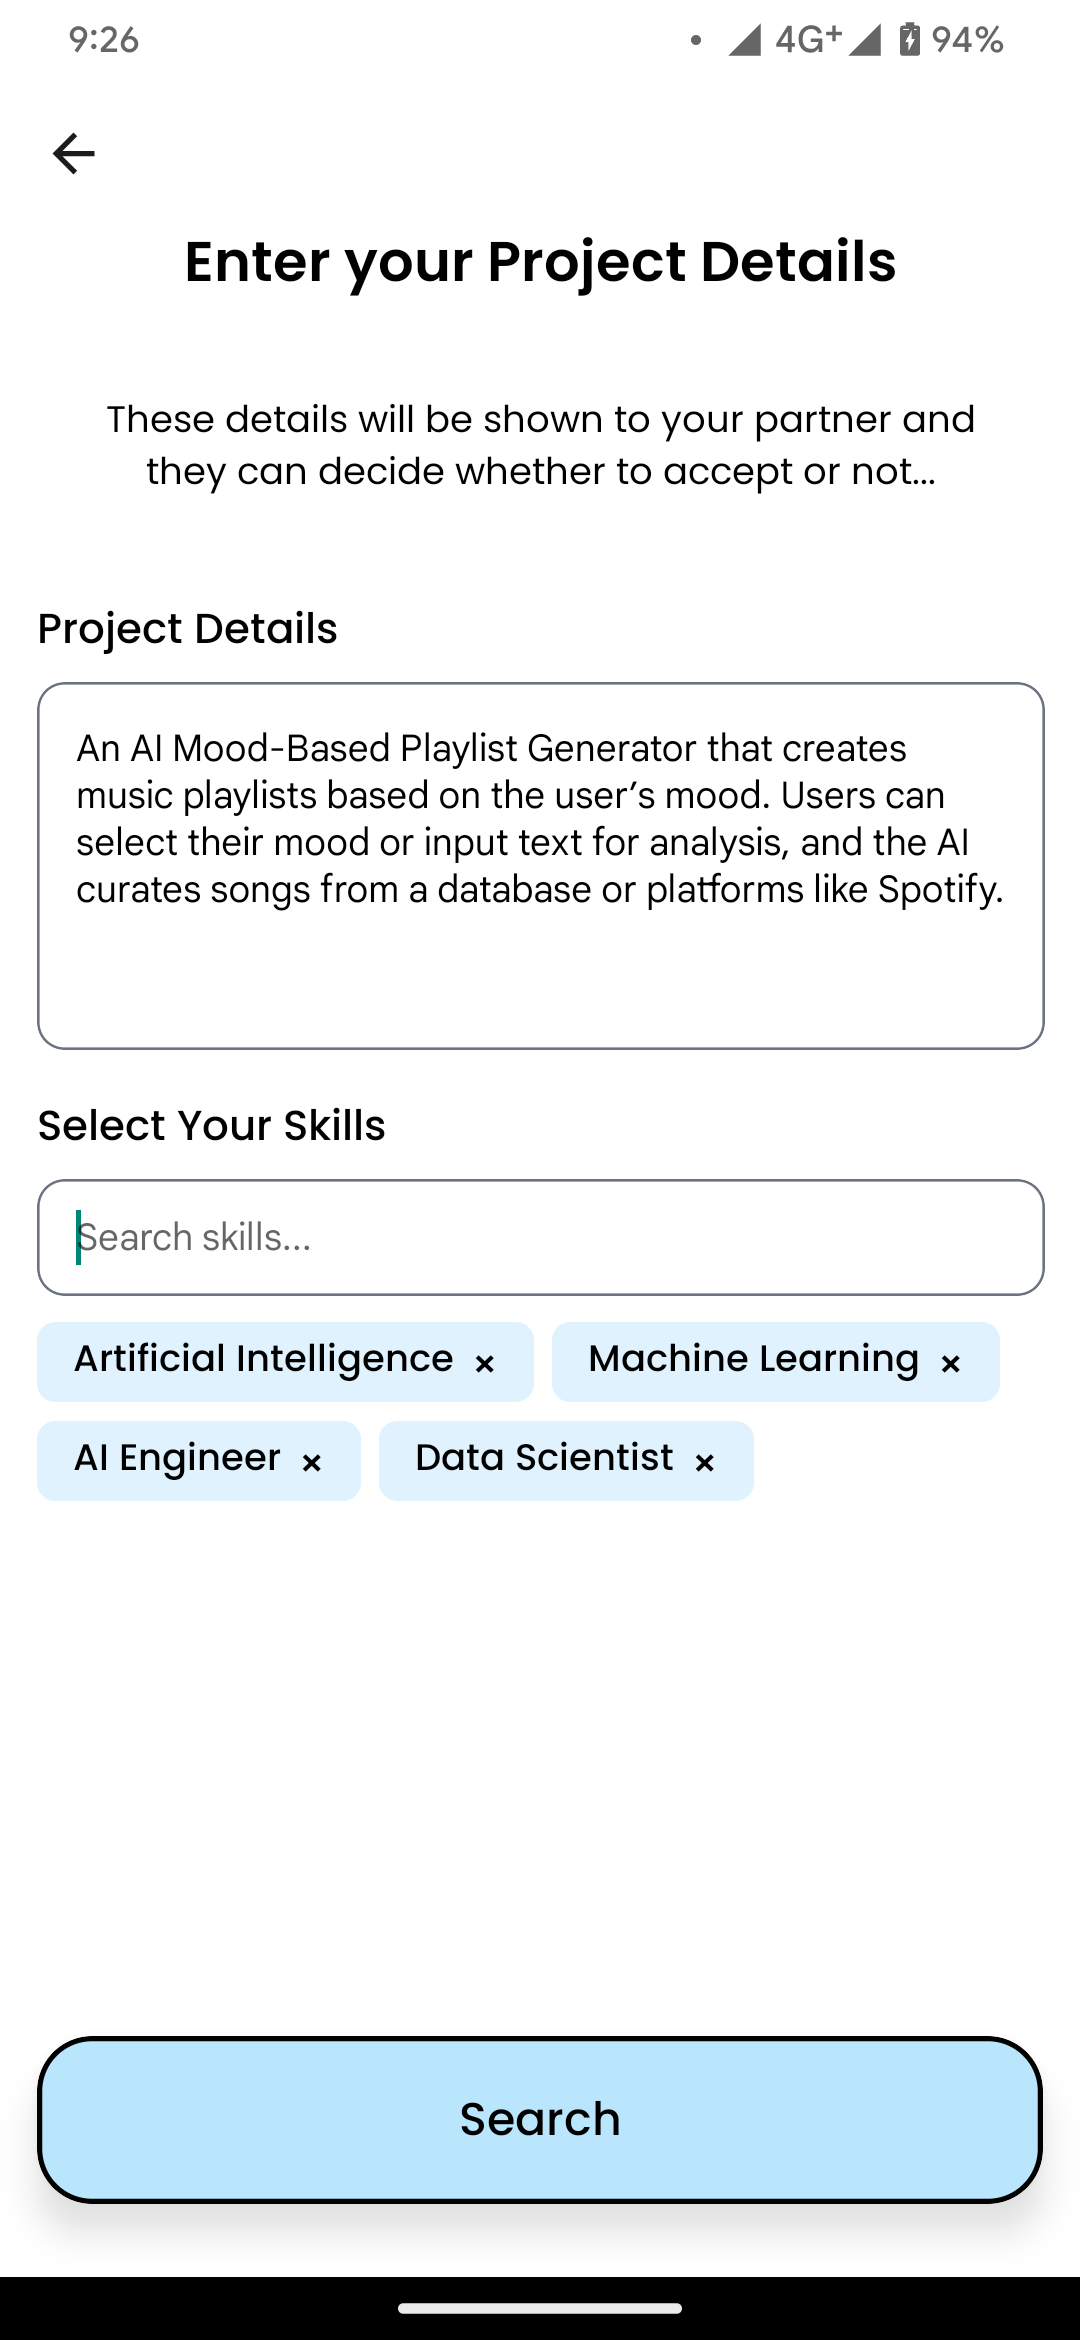 9:26
4G+ 94%
Enter your Project Details
These details will be shown to your partner and
they can decide whether to accept or not...
Project Details
An AI Mood-Based Playlist Generator that creates
music playlists based on the user’s mood. Users can
select their mood or input text for analysis, and the AI
curates songs from a database or platforms like Spotify.
Select Your Skills
Search skills...
Artificial Intelligence × Machine Learning ×
AI Engineer × Data Scientist ×
Search